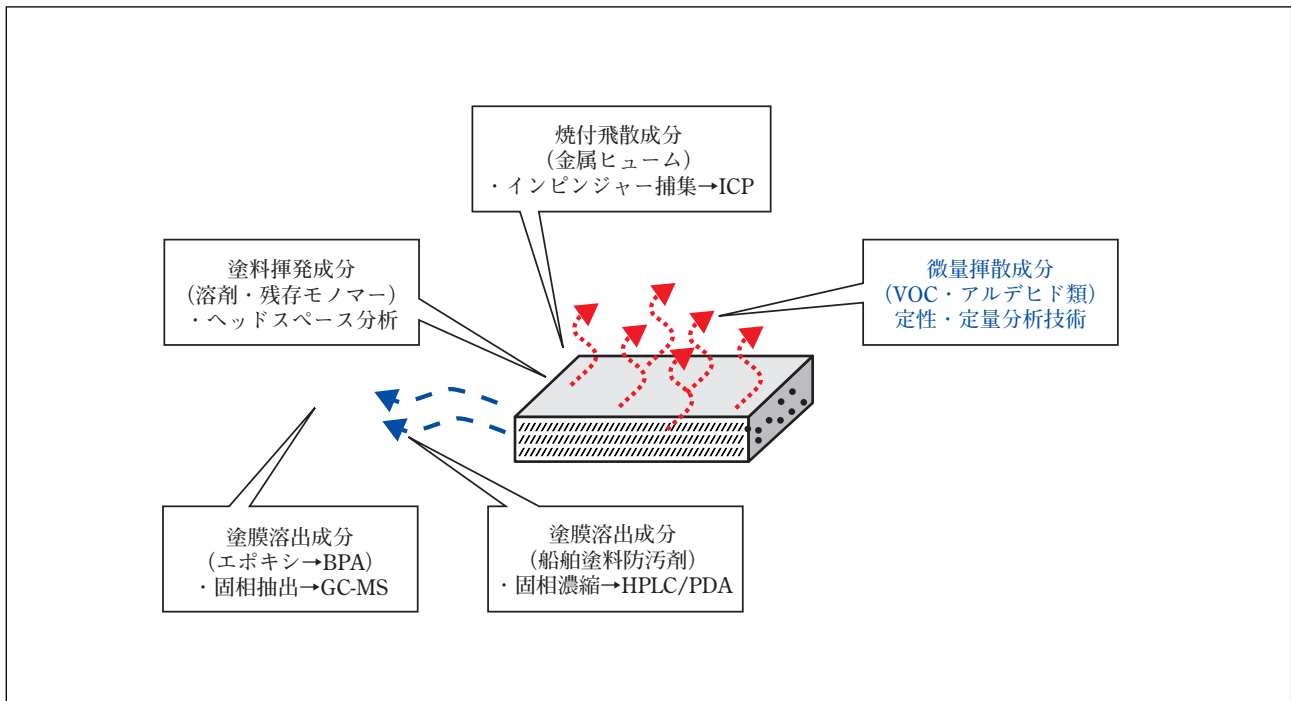 焼付飛散成分
（金属ヒューム）
・インピンジャー捕集→ICP
塗料揮発成分
（溶剤・残存モノマー）
・ヘッドスペース分析
微量揮散成分
（VOC・アルデヒド類）
定性・定量分析技術
塗膜溶出成分
（エポキシ→BPA）
・固相抽出→GC-MS
塗膜溶出成分
（船舶塗料防汚剤）
・固相濃縮→HPLC/PDA